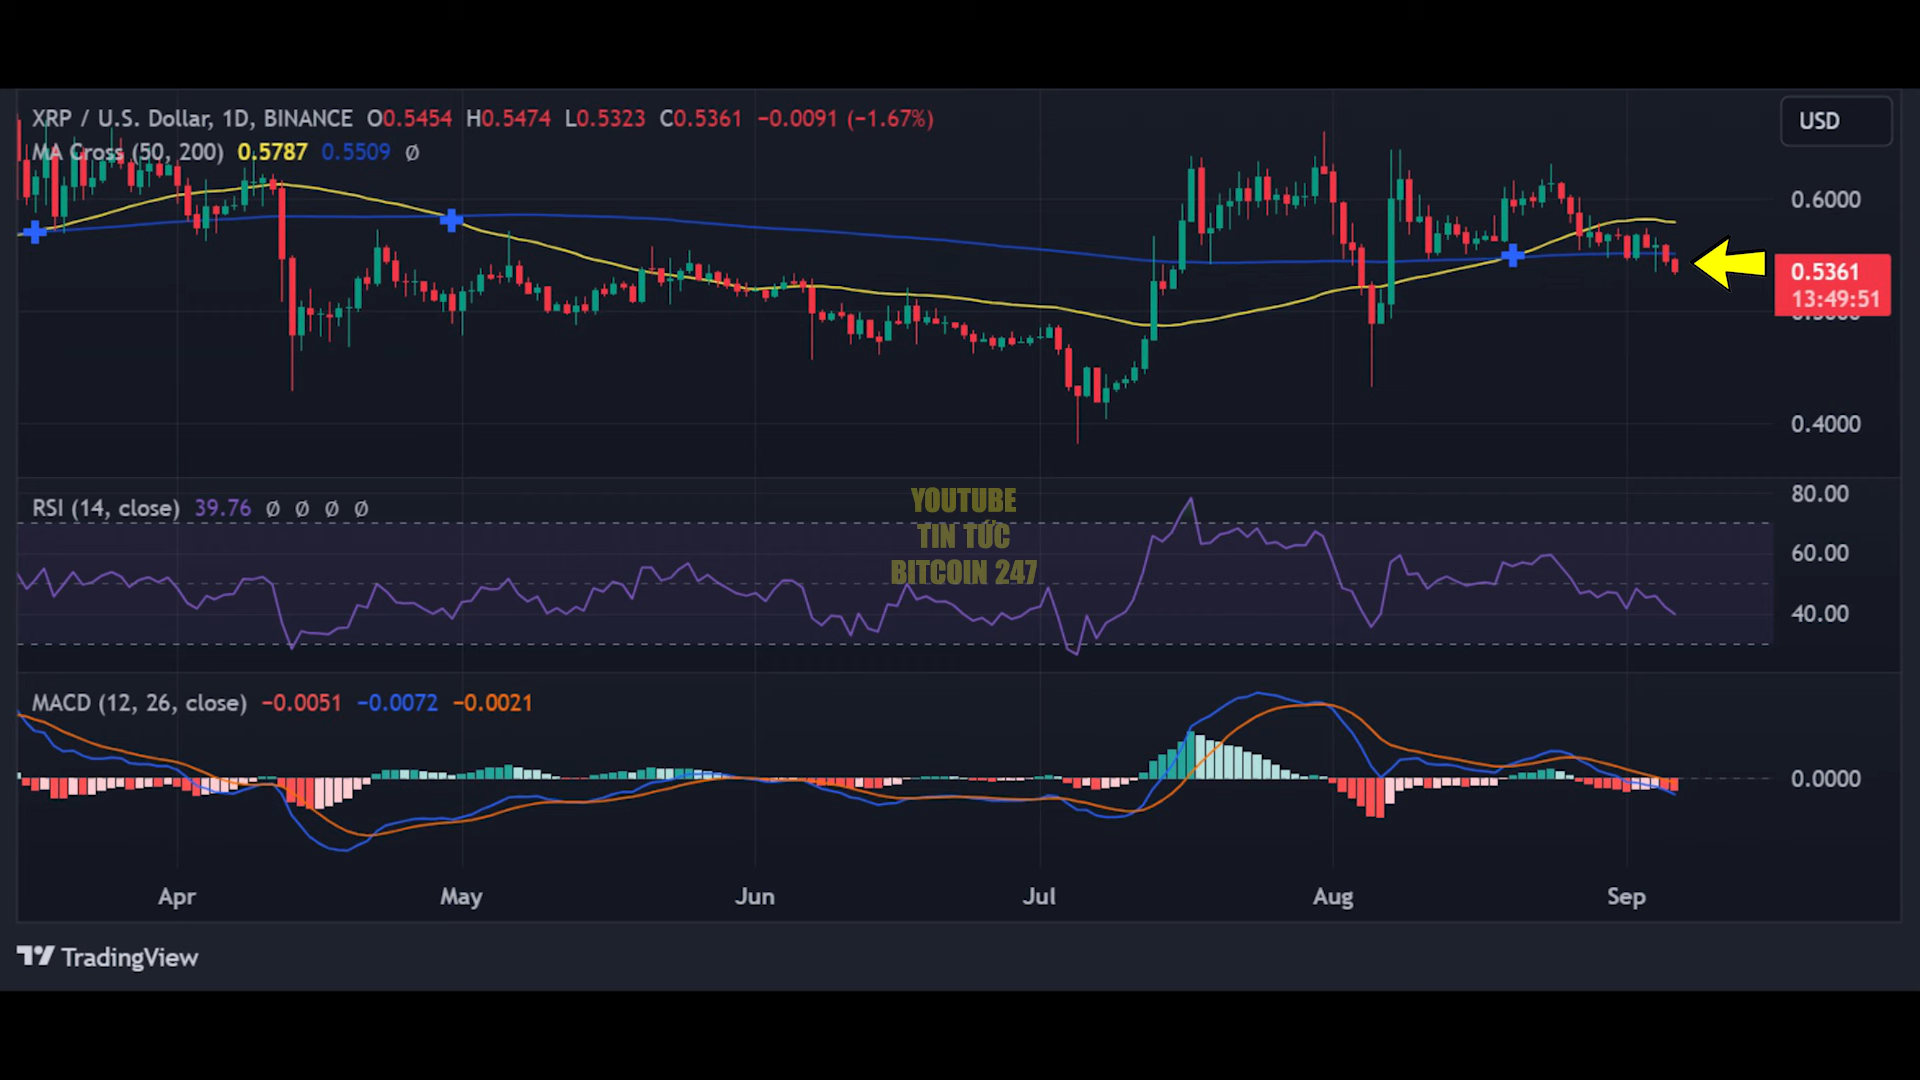 XRP / U.S. Dollar, 1D, BINANCE O0.5454 H0.5474 L0.5323 C0.5361 −0.0091 (−1.67%)
USD
MA Cross (50, 200) 0.5787 0.5509 Ø
0.6000
0.5361
13:49:51
0.4000
RSI (14, close) 39.76 Ø Ø Ø Ø
80.00
YOUTUBE
TIN TỨC
BITCOIN 247
60.00
40.00
MACD (12, 26, close) −0.0051 −0.0072 −0.0021
0.0000
Apr May Jun Jul Aug Sep
TradingView